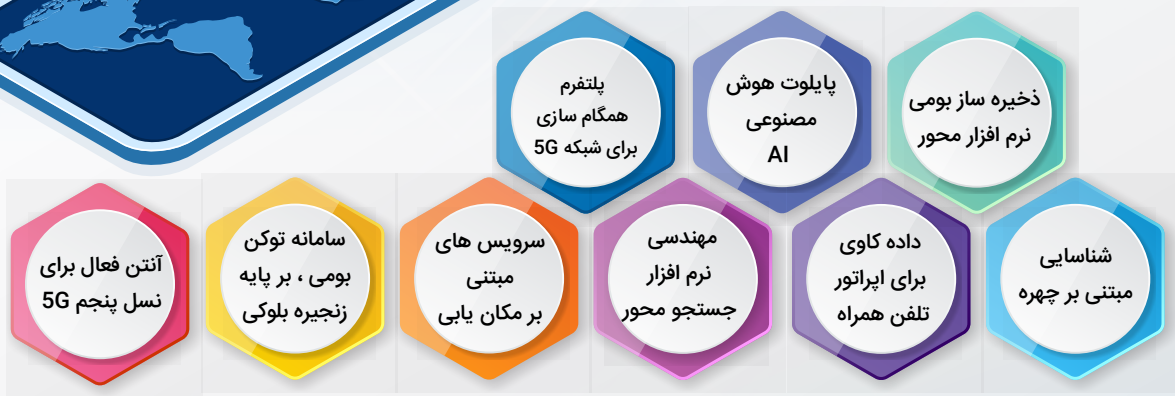 ذخیره ساز بومی
نرم افزار محور
پایلوت هوش
مصنوعی
AI
پلتفرم
همگام سازی
برای شبکه 5G
شناسایی
مبتنی بر چهره
داده کاوی
برای اپراتور
تلفن همراه
مهندسی
نرم افزار
جستجو محور
سرویس های
مبتنی
بر مکان یابی
سامانه توکن
بومی ، بر پایه
زنجیره بلوکی
آنتن فعال برای
نسل پنجم 5G